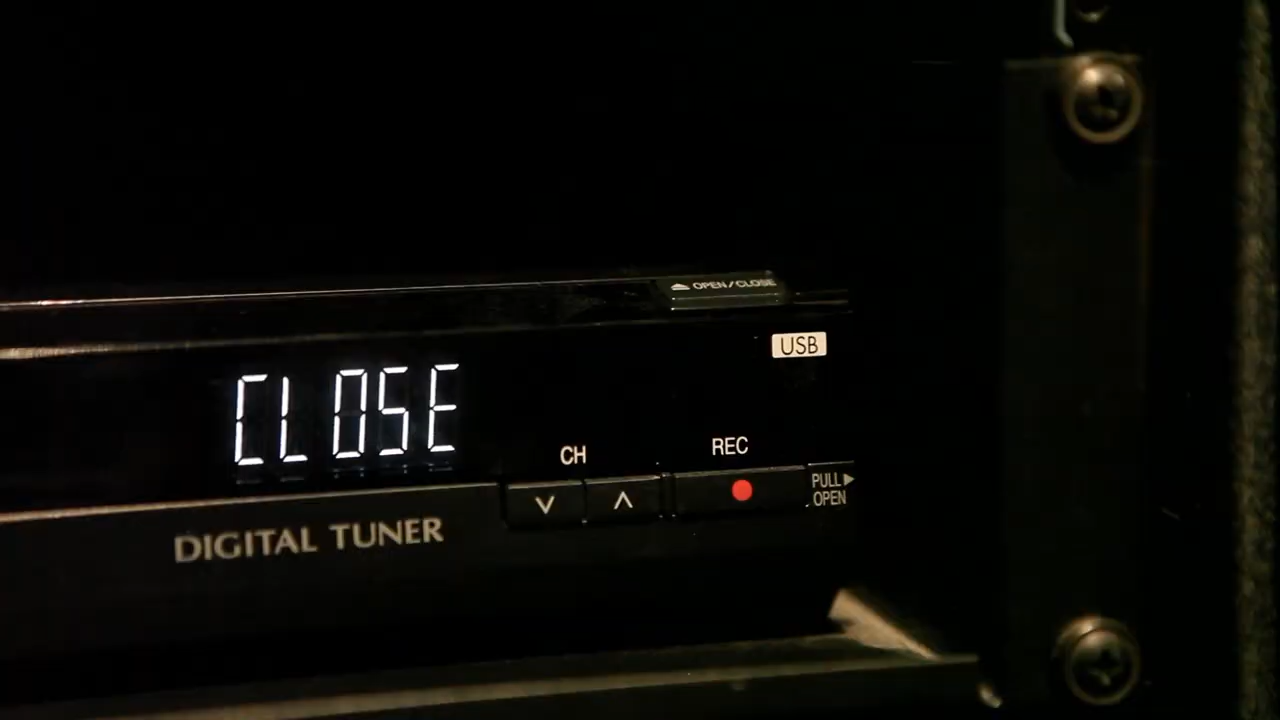 OPEN/CLOSE
USB
CLOSE
CH
REC
PULL
OPEN
DIGITAL TUNER